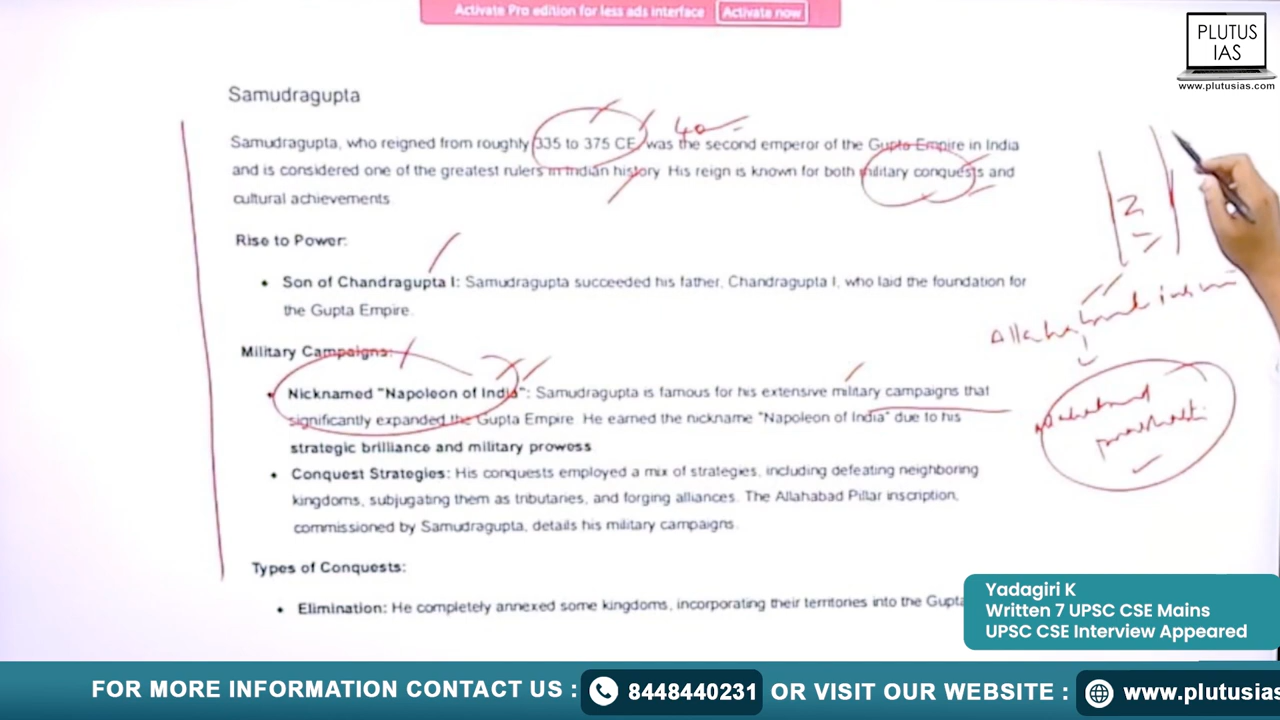 Activate Pro edition for less ads interface Activate now
PLUTUS
IAS
www.plutusias.com
Samudragupta
Samudragupta, who reigned from roughly 335 to 375 CE, was the second emperor of the Gupta Empire in India
and is considered one of the greatest rulers in Indian history. His reign is known for both military conquests and
cultural achievements.
40
Rise to Power:
• Son of Chandragupta I: Samudragupta succeeded his father, Chandragupta I, who laid the foundation for
the Gupta Empire.
Military Campaigns:
• Nicknamed "Napoleon of India": Samudragupta is famous for his extensive military campaigns that
significantly expanded the Gupta Empire. He earned the nickname "Napoleon of India" due to his
strategic brilliance and military prowess
• Conquest Strategies: His conquests employed a mix of strategies, including defeating neighboring
kingdoms, subjugating them as tributaries, and forging alliances. The Allahabad Pillar inscription,
commissioned by Samudragupta, details his military campaigns.
Types of Conquests:
• Elimination: He completely annexed some kingdoms, incorporating their territories into the Gupta
prashasti
Yadagiri K
Written 7 UPSC CSE Mains
UPSC CSE Interview Appeared
FOR MORE INFORMATION CONTACT US : 8448440231 OR VISIT OUR WEBSITE : www.plutusias